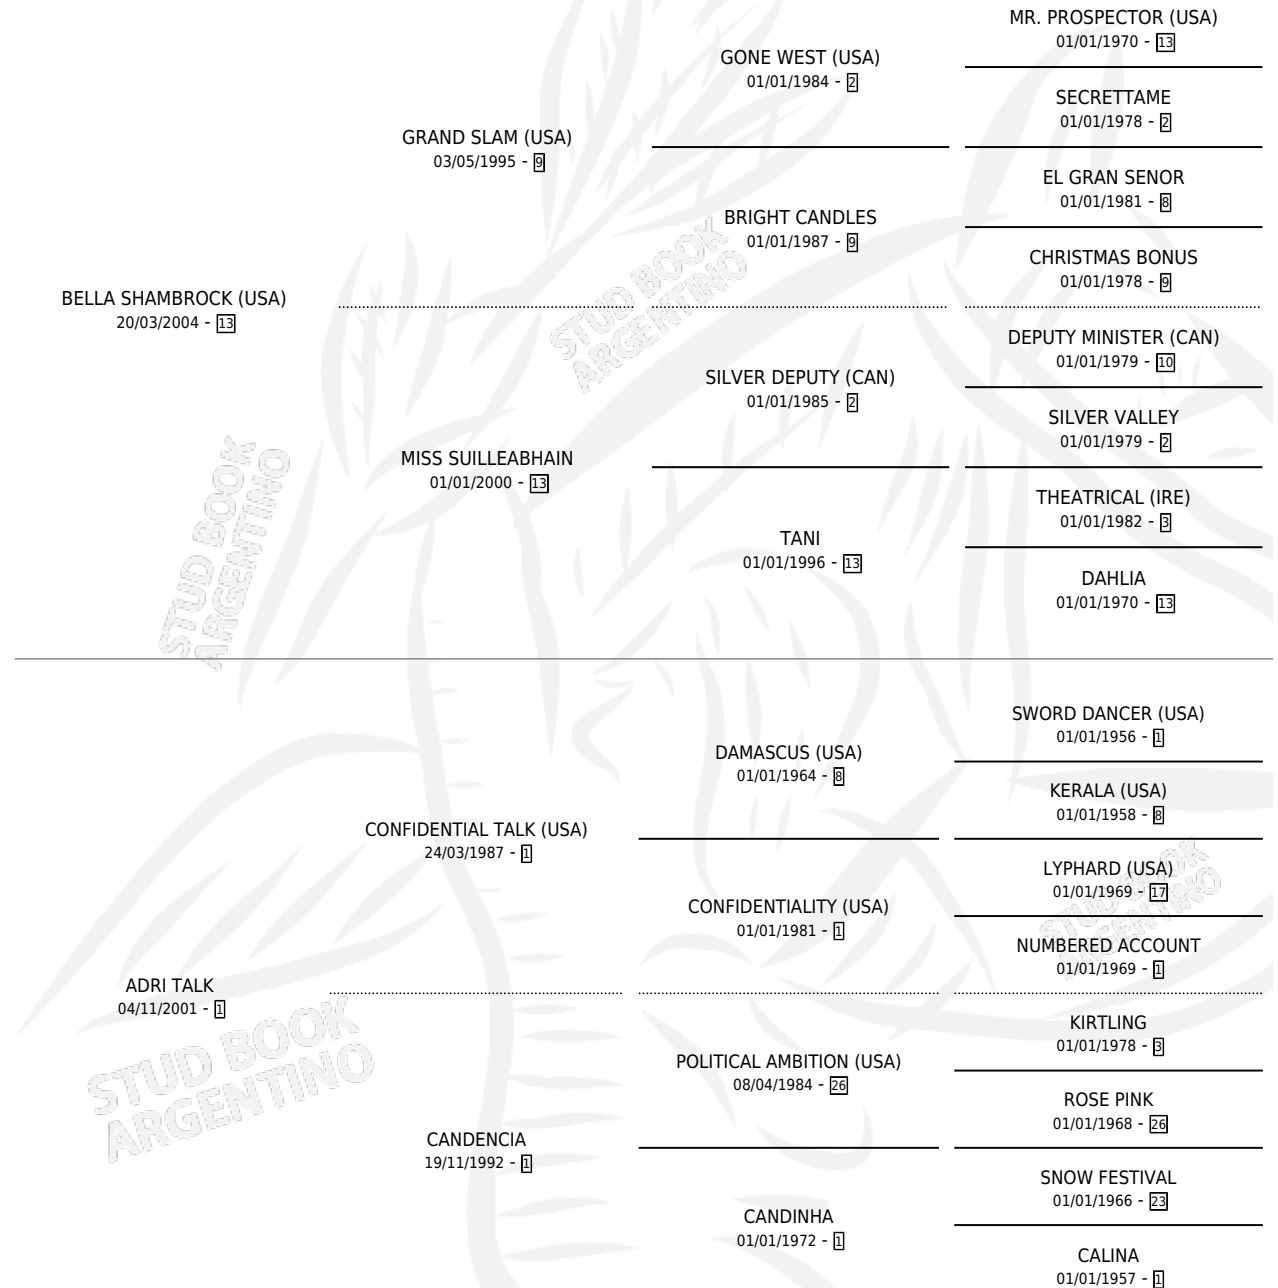 MR. PROSPECTOR (USA)
01/01/1970 - 13
GONE WEST (USA)
01/01/1984 - 2
SECRETTAME
01/01/1978 - 2
GRAND SLAM (USA)
03/05/1995 - 9
EL GRAN SENOR
01/01/1981 - 8
BRIGHT CANDLES
01/01/1987 - 9
CHRISTMAS BONUS
01/01/1978 - 9
BELLA SHAMBROCK (USA)
20/03/2004 - 13
DEPUTY MINISTER (CAN)
01/01/1979 - 10
SILVER DEPUTY (CAN)
01/01/1985 - 2
SILVER VALLEY
01/01/1979 - 2
MISS SUILLEABHAIN
01/01/2000 - 13
THEATRICAL (IRE)
01/01/1982 - 3
TANI
01/01/1996 - 13
DAHLIA
01/01/1970 - 13
STUD BOOK
ARGENTINO
STUD BOOK
ARGENTINO
SWORD DANCER (USA)
01/01/1956 - 1
DAMASCUS (USA)
01/01/1964 - 8
KERALA (USA)
01/01/1958 - 8
CONFIDENTIAL TALK (USA)
24/03/1987 - 1
LYPHARD (USA)
01/01/1969 - 17
CONFIDENTIALITY (USA)
01/01/1981 - 1
NUMBERED ACCOUNT
01/01/1969 - 1
ADRI TALK
04/11/2001 - 1
KIRTLING
01/01/1978 - 3
POLITICAL AMBITION (USA)
08/04/1984 - 26
ROSE PINK
01/01/1968 - 26
CANDENCIA
19/11/1992 - 1
SNOW FESTIVAL
01/01/1966 - 23
CANDINHA
01/01/1972 - 1
CALINA
01/01/1957 - 1
STUD BOOK
ARGENTINO
STUD BOOK
ARGENTINO